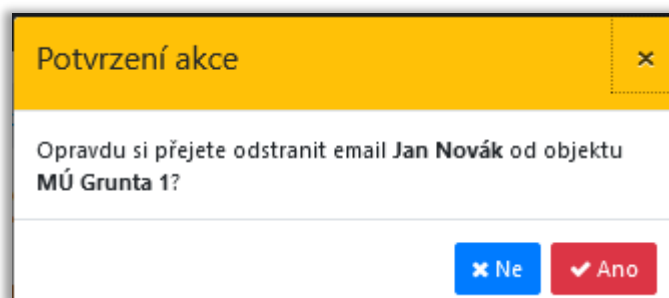 Potvrzení akce
Opravdu si přejete odstranit email Jan Novák od objektu
MÚ Grunta 1?
Ne Ano